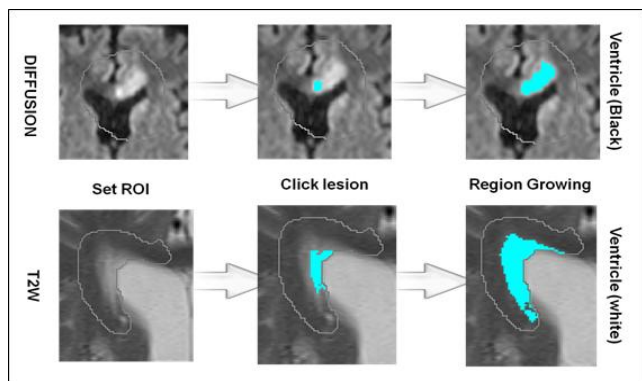 DIFFUSION
Ventricle (Black)
Set ROI
Click lesion
Region Growing
T2W
Ventricle (white)